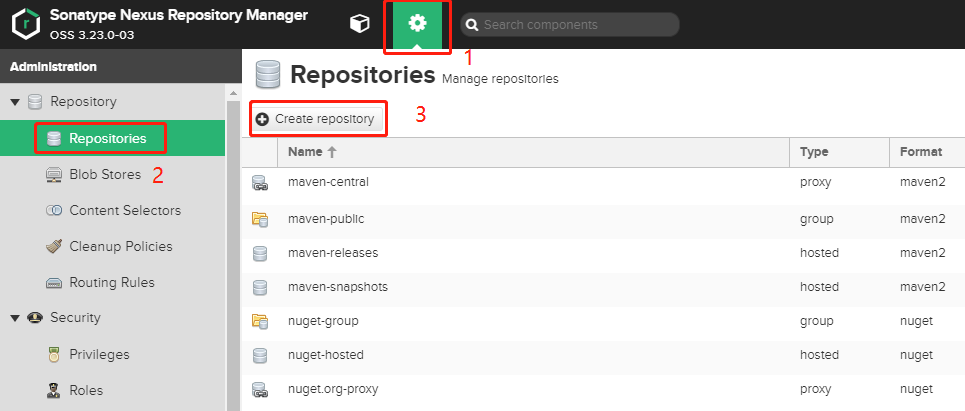 Sonatype Nexus Repository Manager
OSS 3.23.0-03
Search components
1
Administration
Repository
Repositories
2
Blob Stores
Content Selectors
Cleanup Policies
Routing Rules
Security
Privileges
Roles
Repositories Manage repositories
Create repository
3
Name Type Format
maven-central proxy maven2
maven-public group maven2
maven-releases hosted maven2
maven-snapshots hosted maven2
nuget-group group nuget
nuget-hosted hosted nuget
nuget.org-proxy proxy nuget